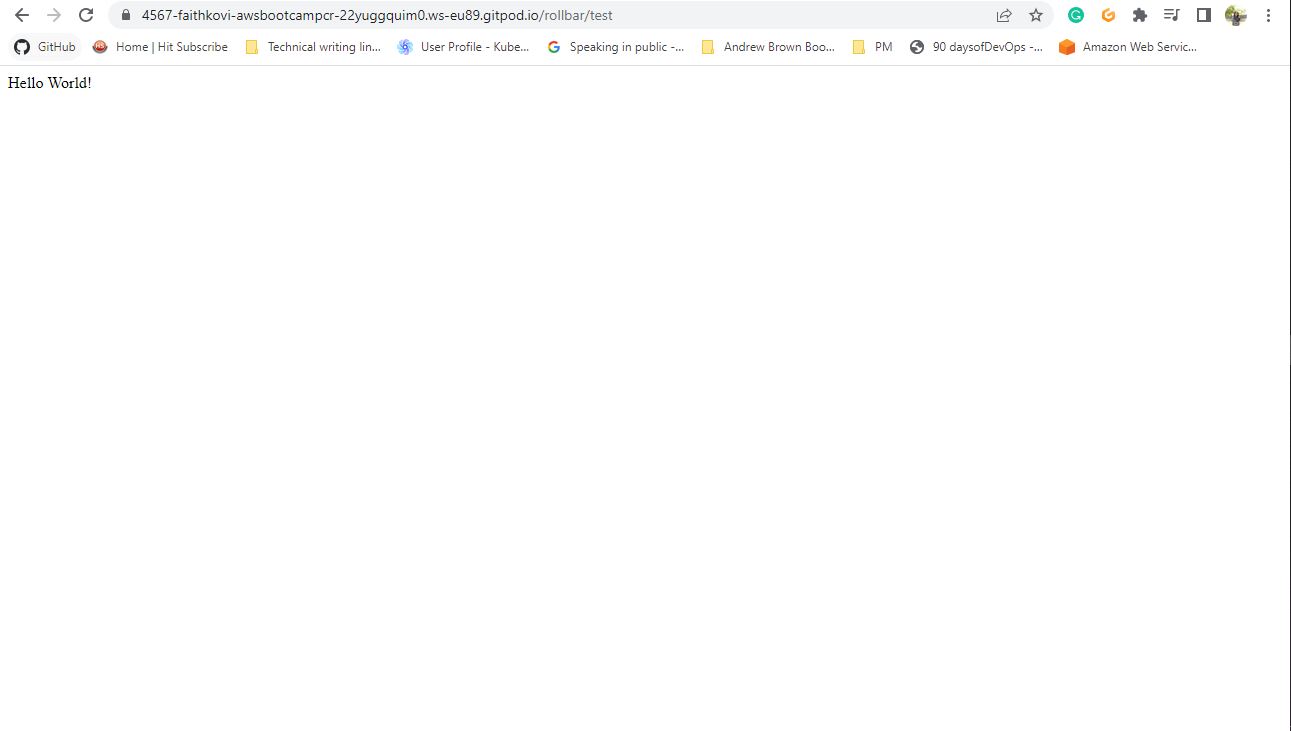 4567-faithkovi-awsbootcampcr-22yuggquim0.ws-eu89.gitpod.io/rollbar/test
GitHub Home | Hit Subscribe Technical writing lin... User Profile - Kube... Speaking in public -... Andrew Brown Boo... PM 90 daysofDevOps -... Amazon Web Servic...
Hello World!